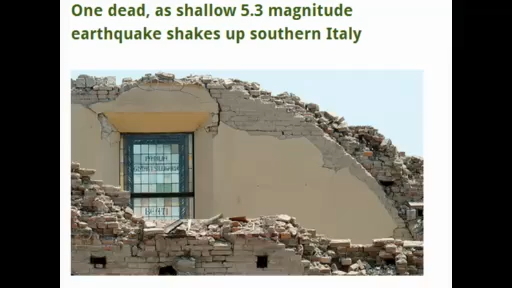 One dead, as shallow 5.3 magnitude
earthquake shakes up southern Italy